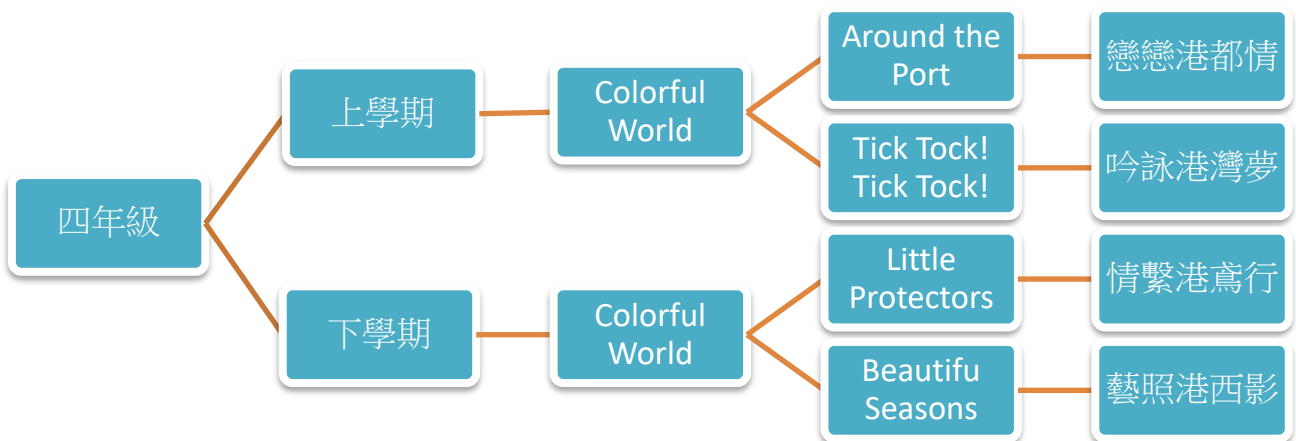 四年級
上學期
Colorful
World
Around the
Port
戀戀港都情
Tick Tock!
Tick Tock!
吟詠港灣夢
下學期
Colorful
World
Little
Protectors
情繫港鳶行
Beautifu
Seasons
藝照港西影